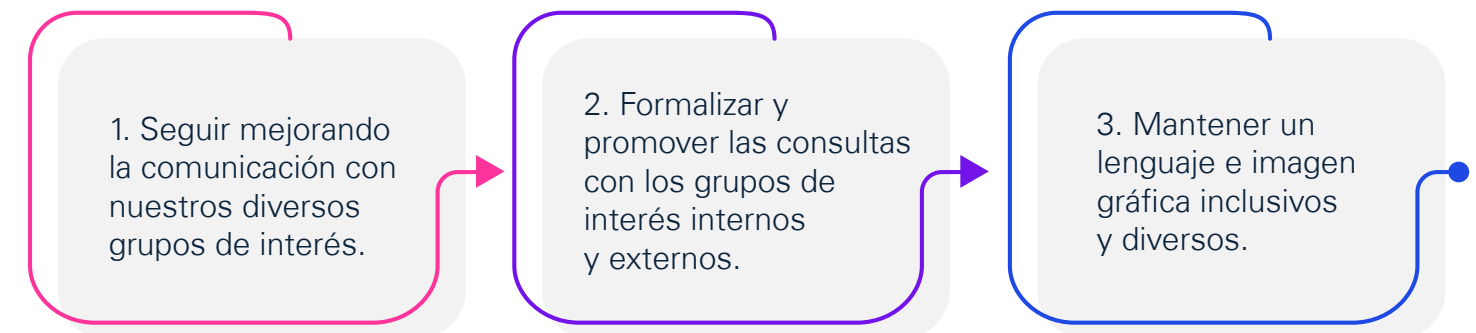 1. Seguir mejorando
la comunicación con
nuestros diversos
grupos de interés.
2. Formalizar y
promover las consultas
con los grupos de
interés internos
y externos.
3. Mantener un
lenguaje e imagen
gráfica inclusivos
y diversos.